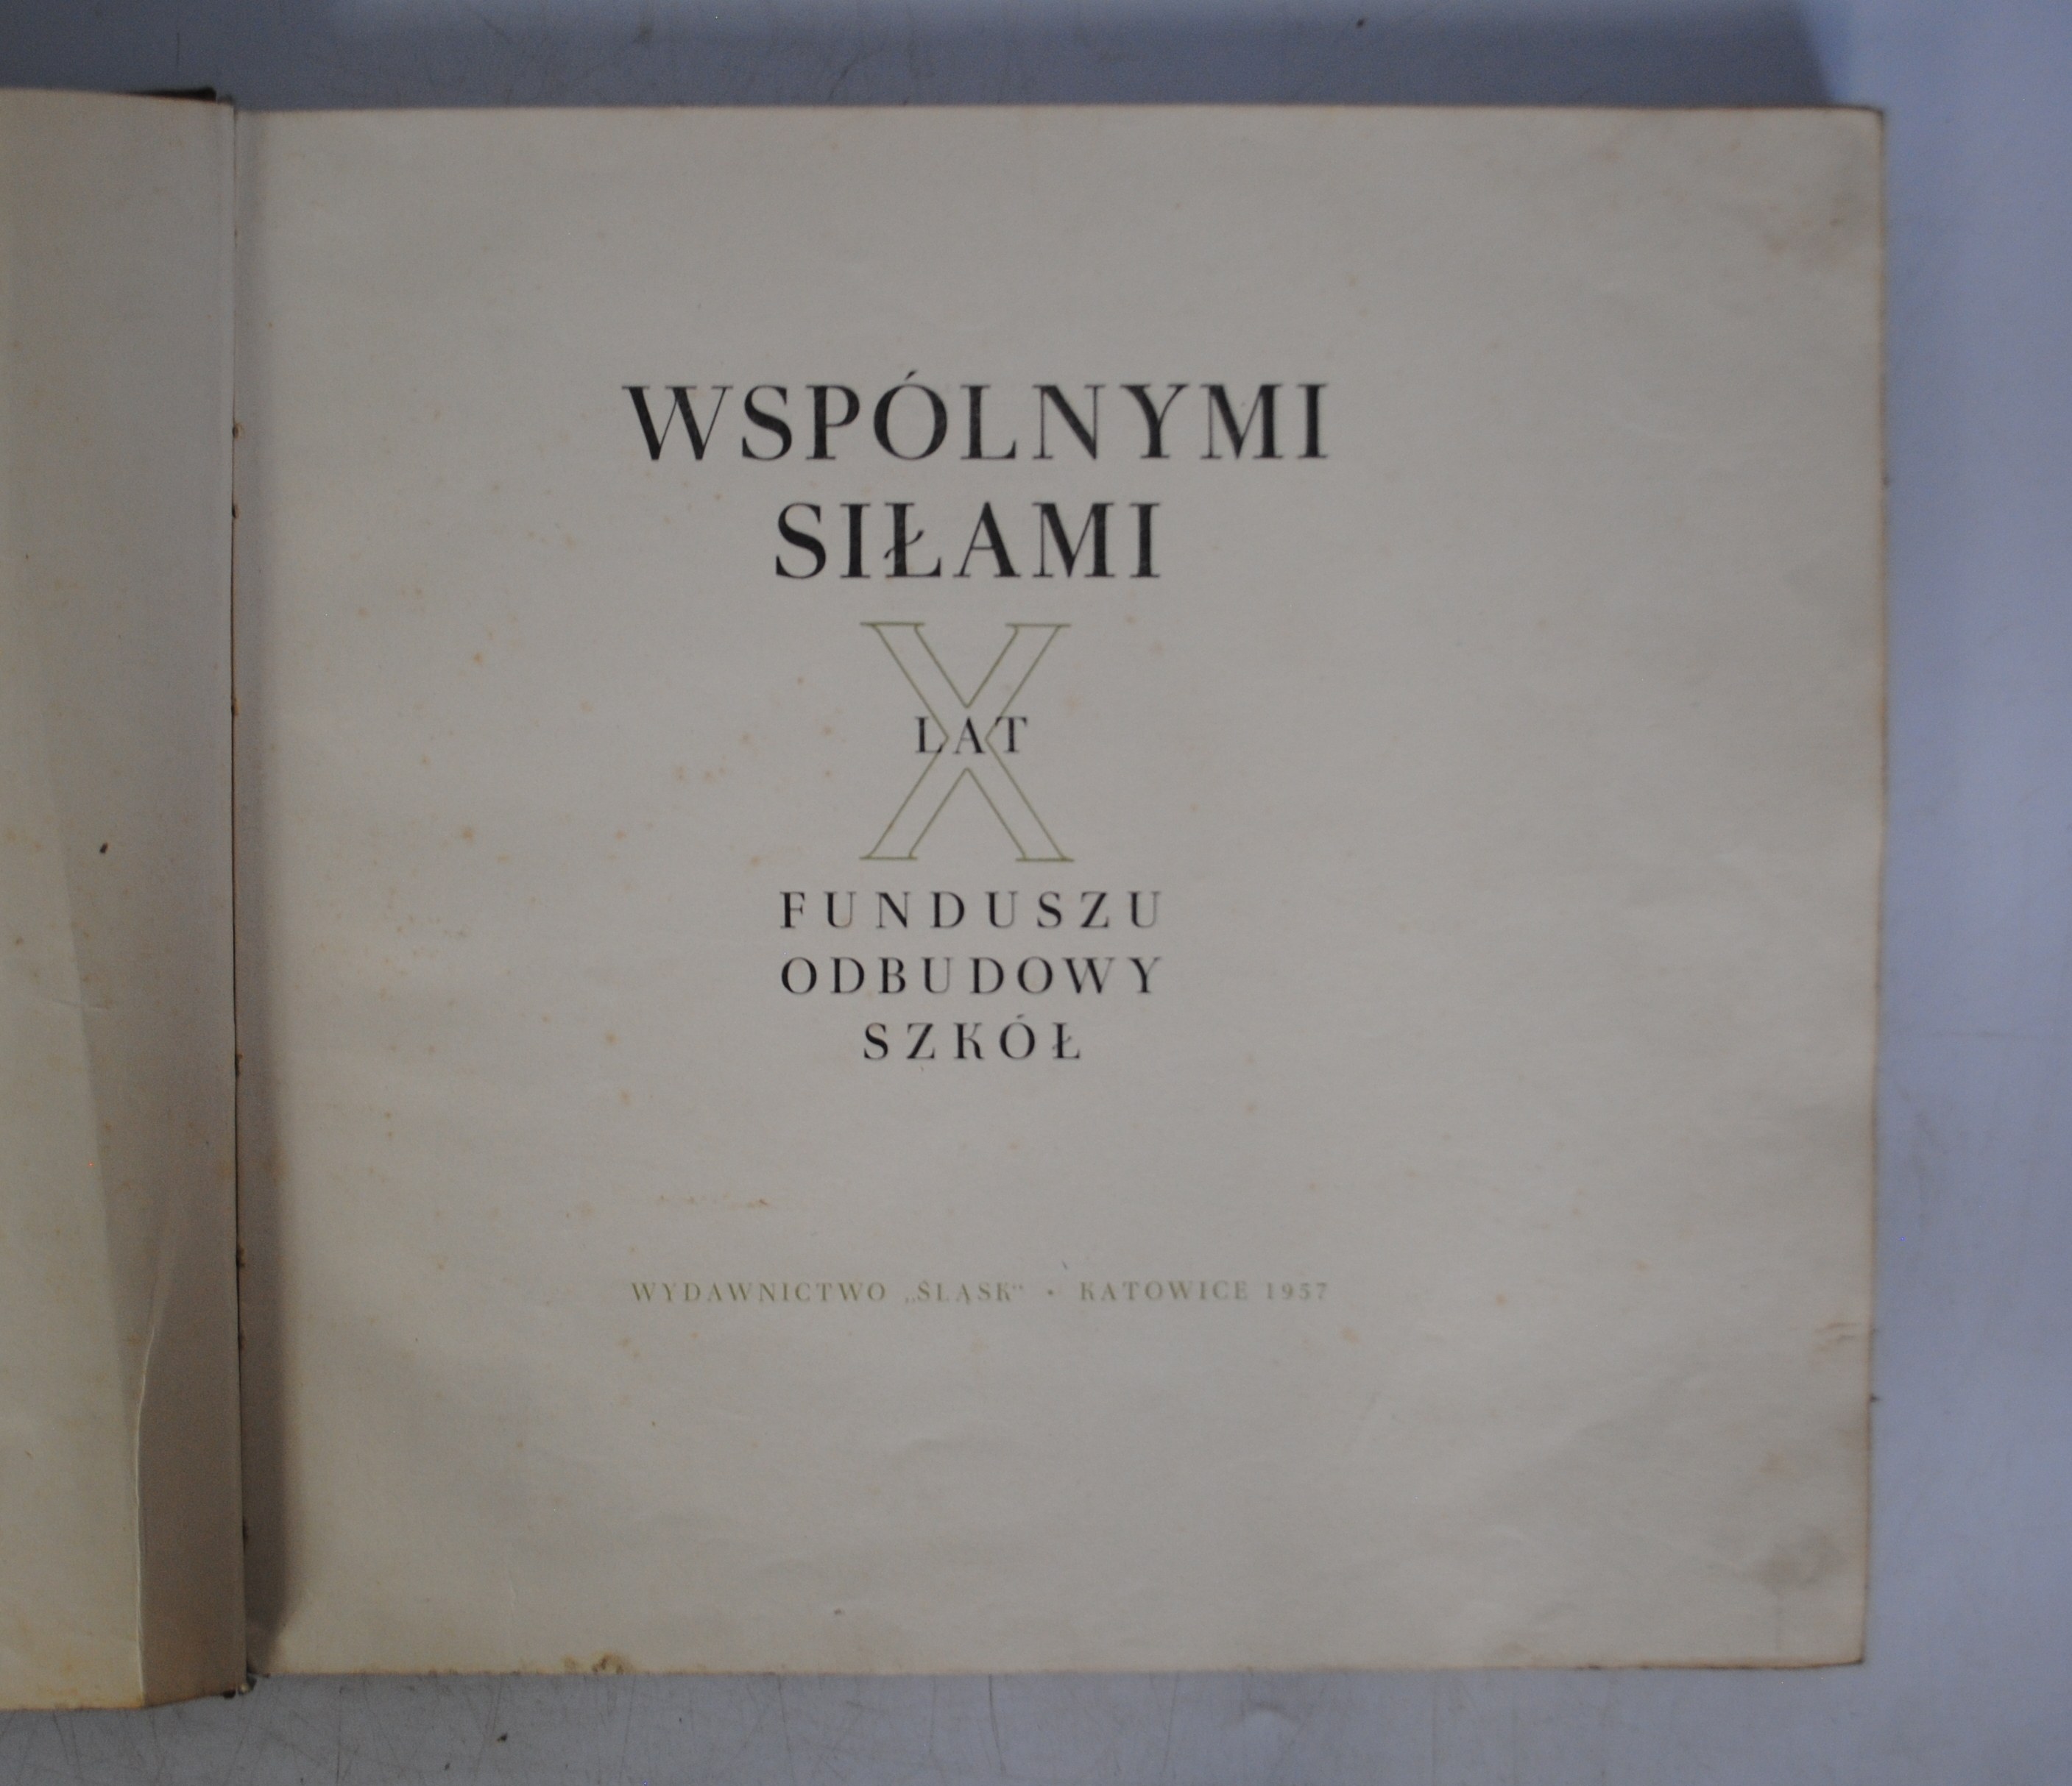 WSPÓLNYMI
SIŁAMI
X
LAT
FUNDUSZU
ODBUDOWY
SZKÓŁ
WYDAWNICTWO „ŚLĄSK“ · KATOWICE 1957